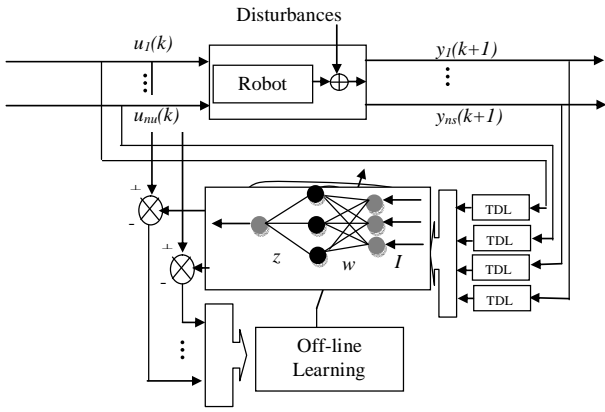 Disturbances
u1(k)
y1(k+1)
Robot
unu(k)
yns(k+1)
+
-
+
-
z
w
I
TDL
TDL
TDL
TDL
Off-line
Learning